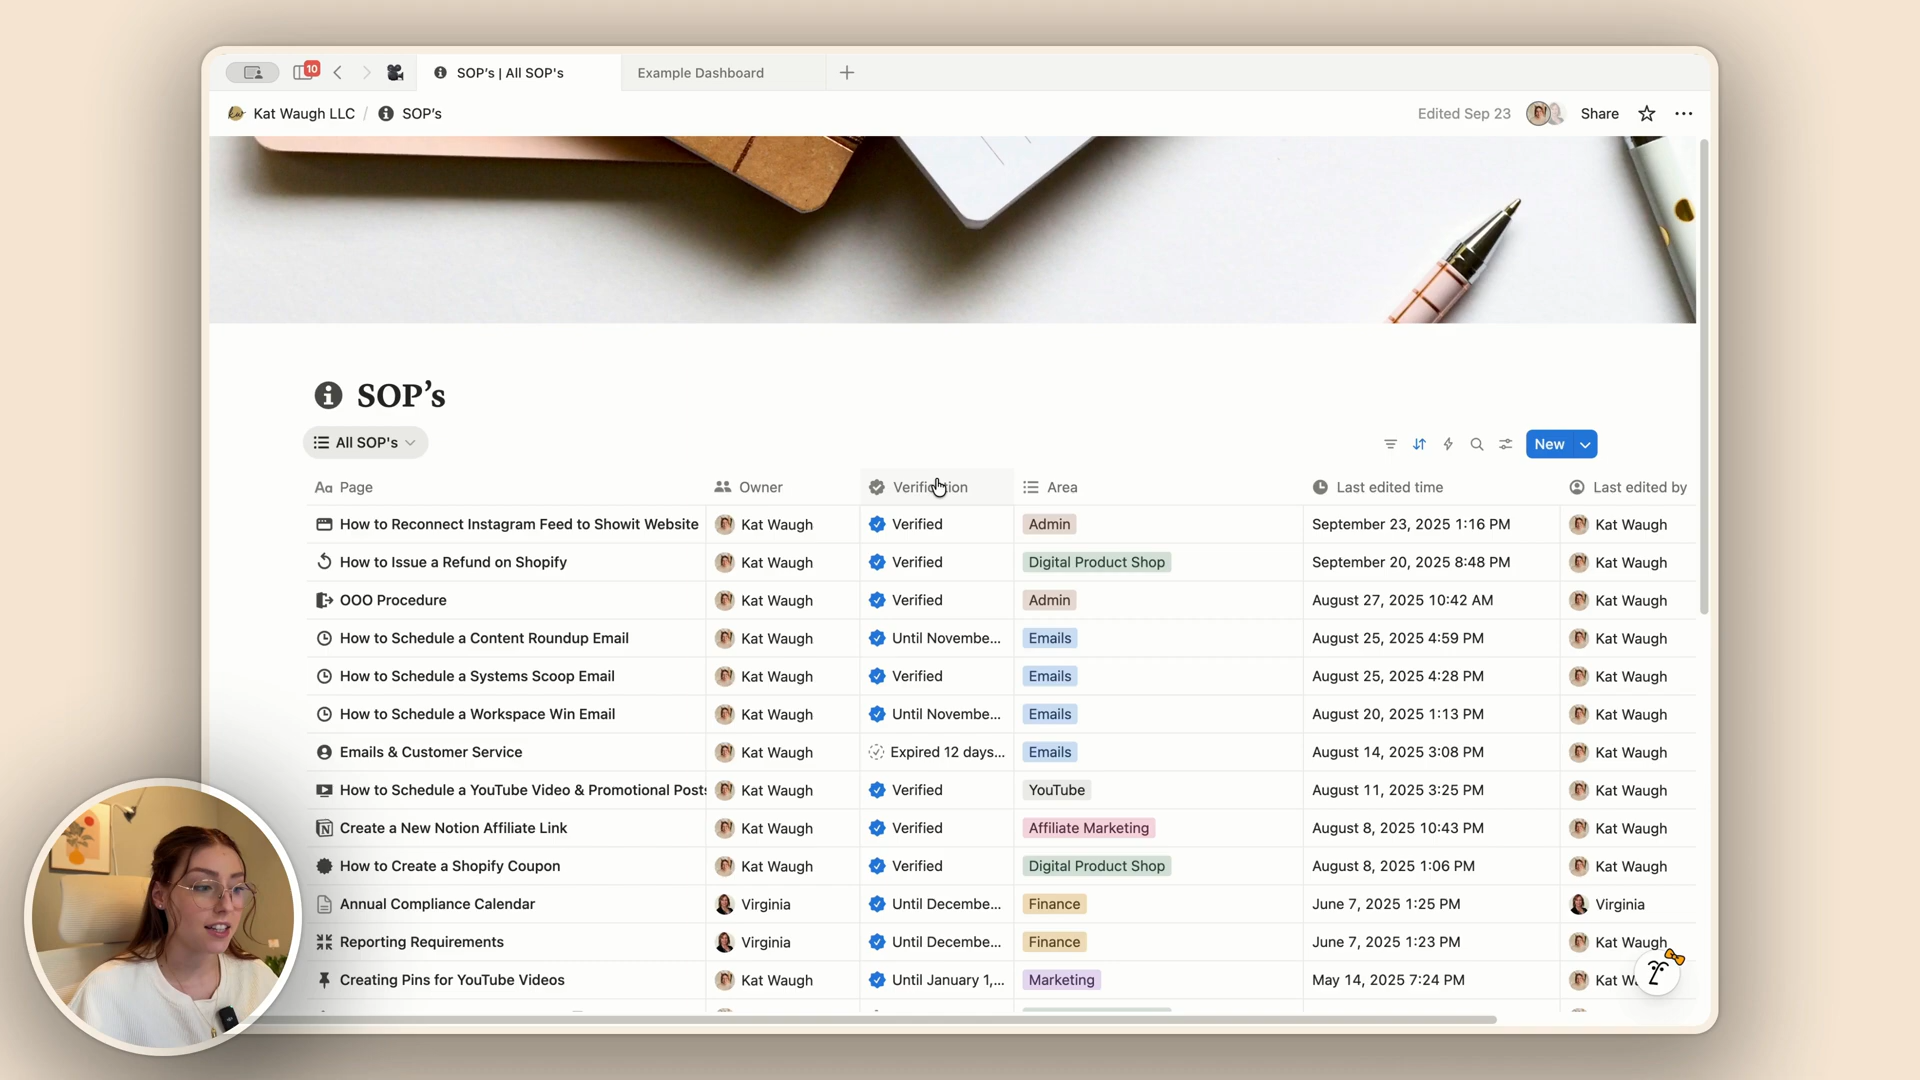 10
SOP's | All SOP's
Example Dashboard
Kat Waugh LLC / SOP's
Edited Sep 23
Share
SOP's
All SOP's
New
Aa Page Owner Verification Area Last edited time Last edited by
How to Reconnect Instagram Feed to Showit Website Kat Waugh Verified Admin September 23, 2025 1:16 PM Kat Waugh
How to Issue a Refund on Shopify Kat Waugh Verified Digital Product Shop September 20, 2025 8:48 PM Kat Waugh
OOO Procedure Kat Waugh Verified Admin August 27, 2025 10:42 AM Kat Waugh
How to Schedule a Content Roundup Email Kat Waugh Until Novembe... Emails August 25, 2025 4:59 PM Kat Waugh
How to Schedule a Systems Scoop Email Kat Waugh Verified Emails August 25, 2025 4:28 PM Kat Waugh
How to Schedule a Workspace Win Email Kat Waugh Until Novembe... Emails August 20, 2025 1:13 PM Kat Waugh
Emails & Customer Service Kat Waugh Expired 12 days... Emails August 14, 2025 3:08 PM Kat Waugh
How to Schedule a YouTube Video & Promotional Posts Kat Waugh Verified YouTube August 11, 2025 3:25 PM Kat Waugh
Create a New Notion Affiliate Link Kat Waugh Verified Affiliate Marketing August 8, 2025 10:43 PM Kat Waugh
How to Create a Shopify Coupon Kat Waugh Verified Digital Product Shop August 8, 2025 1:06 PM Kat Waugh
Annual Compliance Calendar Virginia Until Decembe... Finance June 7, 2025 1:25 PM Virginia
Reporting Requirements Virginia Until Decembe... Finance June 7, 2025 1:23 PM Kat Waugh
Creating Pins for YouTube Videos Kat Waugh Until January 1,... Marketing May 14, 2025 7:24 PM Kat